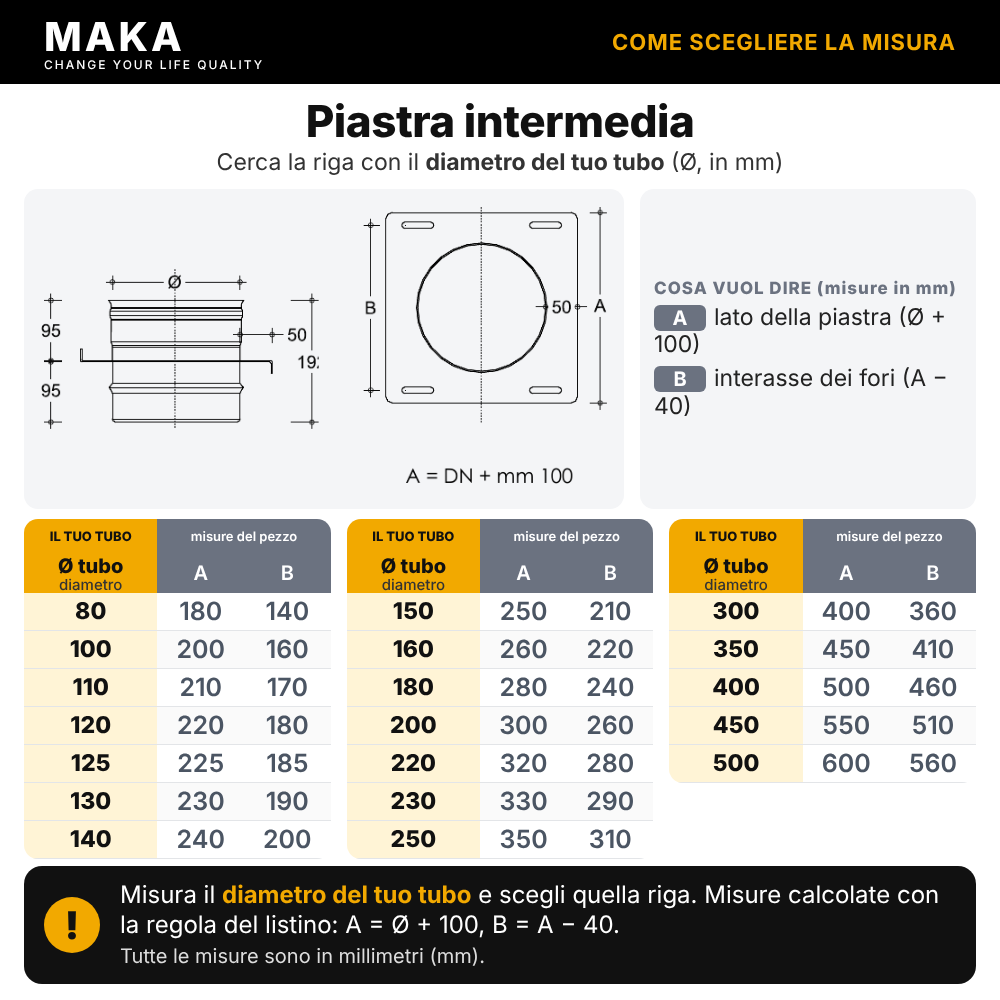 MAKA
CHANGE YOUR LIFE QUALITY
COME SCEGLIERE LA MISURA
Piastra intermedia
Cerca la riga con il diametro del tuo tubo (Ø, in mm)
Ø
95
50
95
B
50
A
A = DN + mm 100
COSA VUOL DIRE (misure in mm)
A lato della piastra (Ø +
100)
B interasse dei fori (A −
40)
IL TUO TUBO misure del pezzo
Ø tubo A B
diametro
80 180 140
100 200 160
110 210 170
120 220 180
125 225 185
130 230 190
140 240 200
IL TUO TUBO misure del pezzo
Ø tubo A B
diametro
150 250 210
160 260 220
180 280 240
200 300 260
220 320 280
230 330 290
250 350 310
IL TUO TUBO misure del pezzo
Ø tubo A B
diametro
300 400 360
350 450 410
400 500 460
450 550 510
500 600 560
! Misura il diametro del tuo tubo e scegli quella riga. Misure calcolate con
la regola del listino: A = Ø + 100, B = A − 40.
Tutte le misure sono in millimetri (mm).